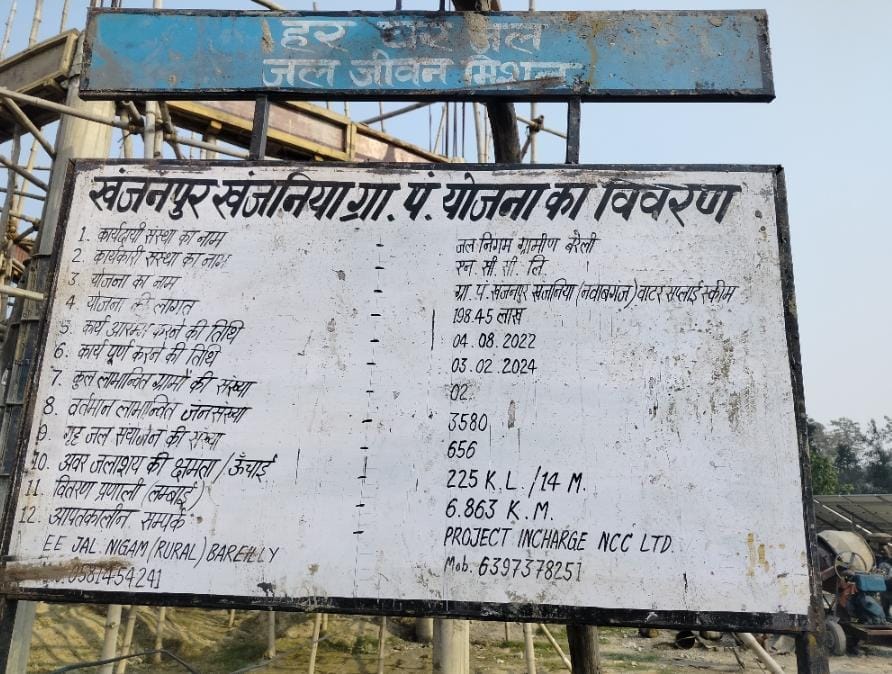 हर घर जल
जल जीवन मिशन
खंजनपुर खंजनिया ग्रा. पं. योजना का विवरण
1. कार्यदायी संस्था का नाम - जल निगम ग्रामीण बरेली
2. कार्यकारी संस्था का नाम - एन. सी. सी. लि.
3. योजना का नाम - ग्रा. पं. खंजनपुर खंजनिया (नवाबगंज) वाटर सप्लाई स्कीम
4 योजना की लागत - 198.45 लाख
5. कार्य आरम्भ करने की तिथि - 04.08.2022
6. कार्य पूर्ण करने की तिथि - 03.02.2024
7. कुल लाभान्वित ग्रामों की संख्या - 02
8. वर्तमान लाभान्वित जनसंख्या - 3580
9. गृह जल संयोजन की संख्या - 656
10. अवर जलाशय की क्षमता / ऊँचाई - 225 K.L. /14 M.
11. वितरण प्रणाली (लम्बाई) - 6.863 K.M.
12. आपतकालीन सम्पर्क - PROJECT INCHARGE NCC LTD.
EE JAL NIGAM (RURAL) BAREILLY
Mob. 6397378251
0581454241